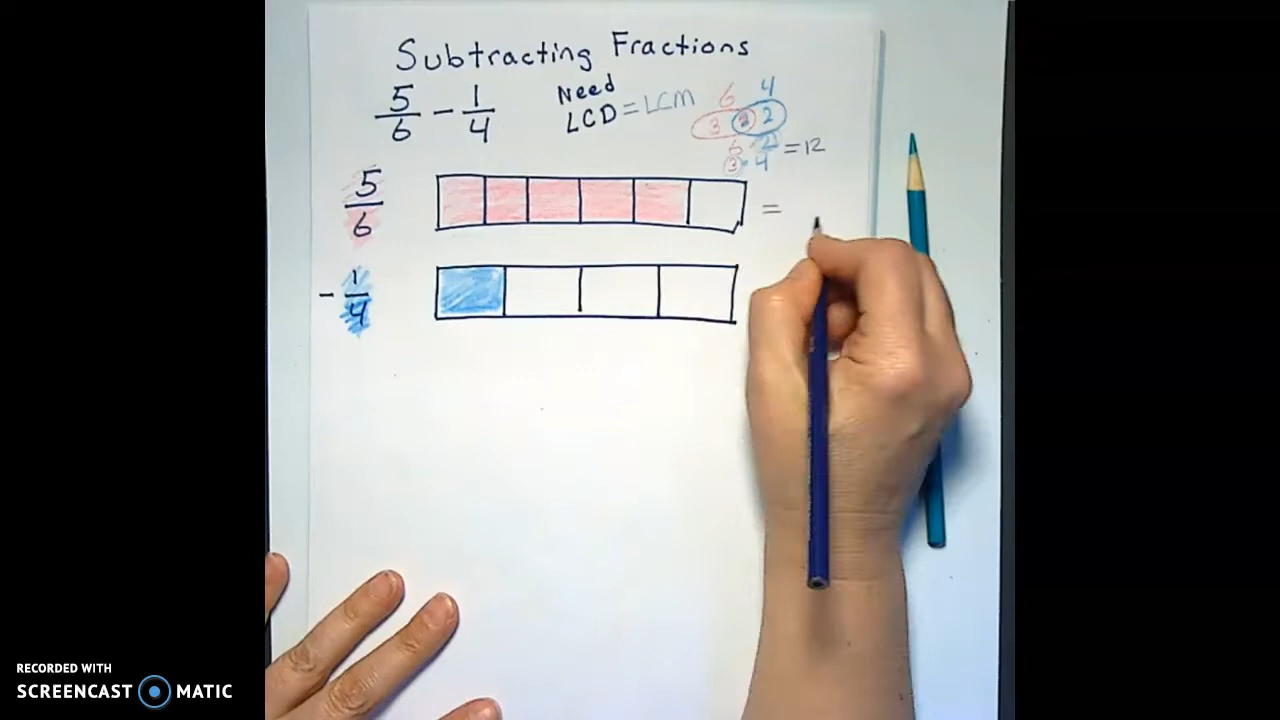 Subtracting Fractions
5/6 - 1/4
Need
LCD = LCM
6 4
3 2 2
6 2
3 · 4 = 12
5/6 =
- 1/4
RECORDED WITH
SCREENCAST MATIC